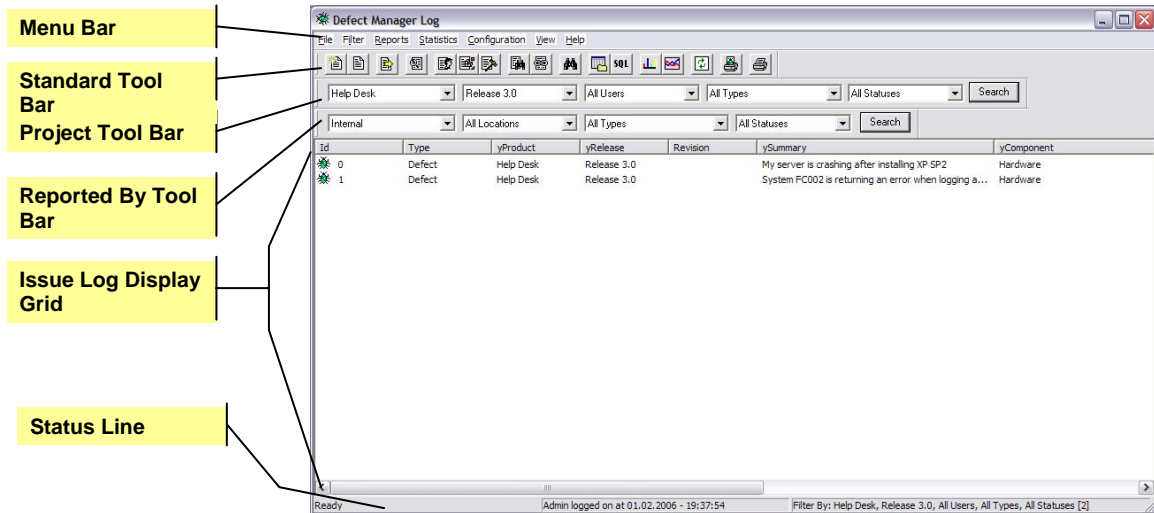 Menu Bar
Standard Tool
Bar
Project Tool Bar
Reported By Tool
Bar
Issue Log Display
Grid
Status Line
Defect Manager Log
File Filter Reports Statistics Configuration View Help
SQL
Help Desk Release 3.0 All Users All Types All Statuses Search
Internal All Locations All Types All Statuses Search
Id Type yProduct yRelease Revision ySummary yComponent
0 Defect Help Desk Release 3.0 My server is crashing after installing XP SP2 Hardware
1 Defect Help Desk Release 3.0 System FC002 is returning an error when logging a... Hardware
Ready Admin logged on at 01.02.2006 - 19:37:54 Filter By: Help Desk, Release 3.0, All Users, All Types, All Statuses [2]